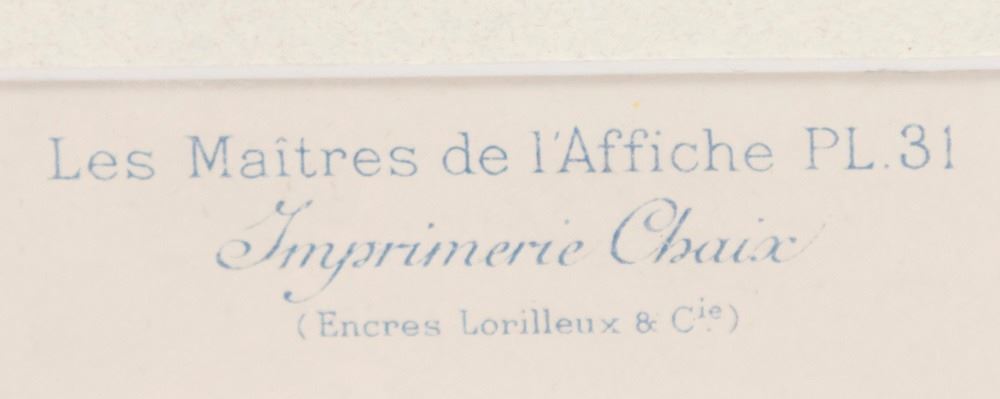 Les Maîtres de l'Affiche PL.31
Imprimerie Chaix
(Encres Lorilleux & Cie.)